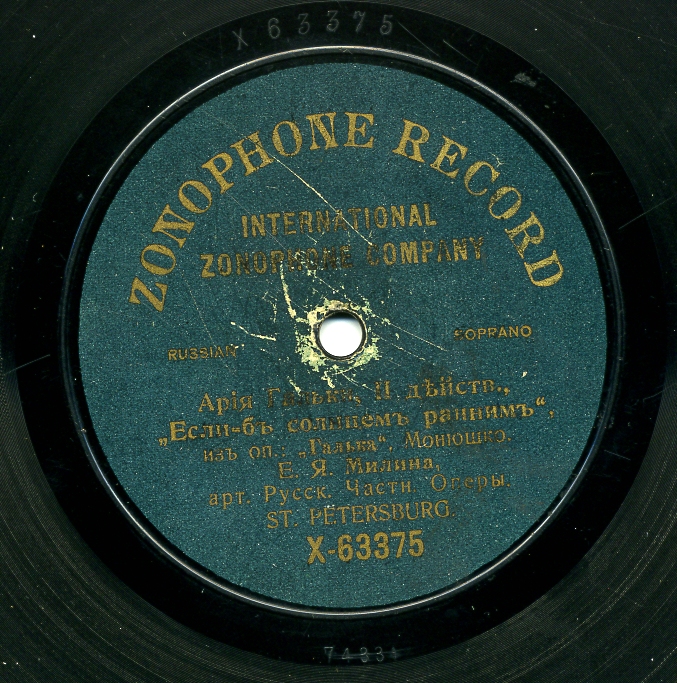 X 63375
ZONOPHONE RECORD
INTERNATIONAL
ZONOPHONE COMPANY
RUSSIAN
SOPRANO
Арія Гальки, II дѣйств.,
„Если-бъ солнцемъ раннимъ“,
изъ оп.: „Галька“, Монюшко.
Е. Я. Милина,
арт. Русск. Частн. Оперы.
ST. PETERSBURG.
X-63375